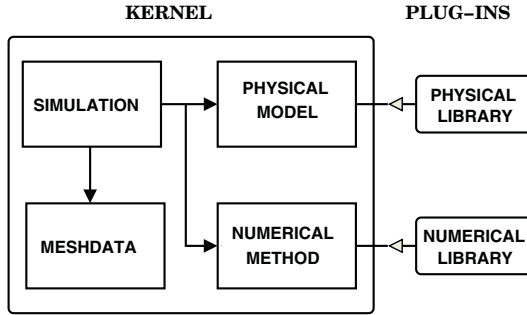 KERNEL
PLUG–INS
SIMULATION
PHYSICAL
MODEL
PHYSICAL
LIBRARY
MESHDATA
NUMERICAL
METHOD
NUMERICAL
LIBRARY